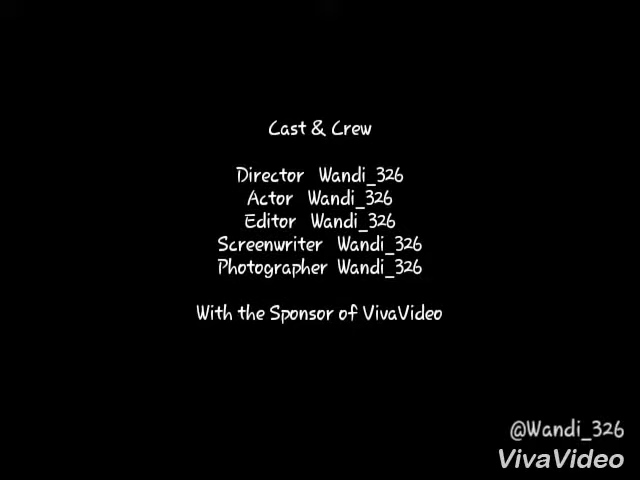 Cast & Crew
Director Wandi_326
Actor Wandi_326
Editor Wandi_326
Screenwriter Wandi_326
Photographer Wandi_326
With the Sponsor of VivaVideo
@Wandi_326
VivaVideo